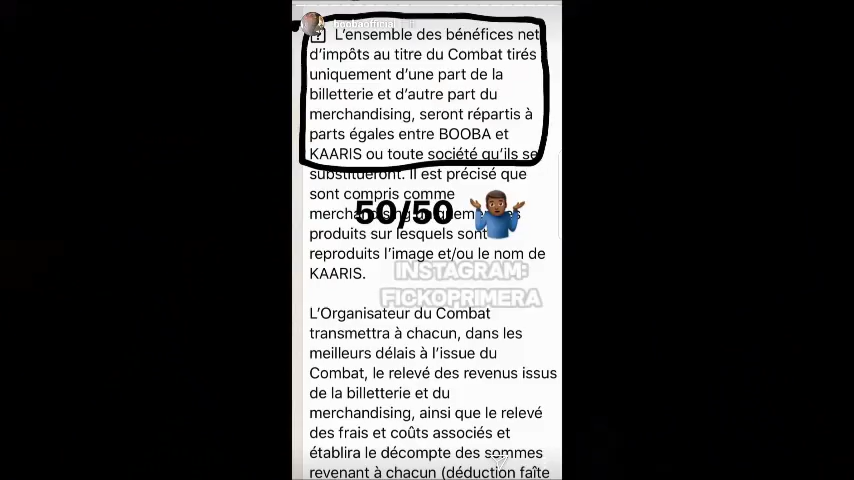 boobaofficial
L'ensemble des bénéfices net
d'impôts au titre du Combat tirés
uniquement d'une part de la
billetterie et d'autre part du
merchandising, seront répartis à
parts égales entre BOOBA et
KAARIS ou toute société qu'ils se
substitueront. Il est précisé que
sont compris comme
merchandising uniquement les
50/50
produits sur lesquels sont
reproduits l'image et/ou le nom de
KAARIS.
INSTAGRAM:
FICKOPRIMERA
L'Organisateur du Combat
transmettra à chacun, dans les
meilleurs délais à l'issue du
Combat, le relevé des revenus issus
de la billetterie et du
merchandising, ainsi que le relevé
des frais et coûts associés et
établira le décompte des sommes
revenant à chacun (déduction faîte